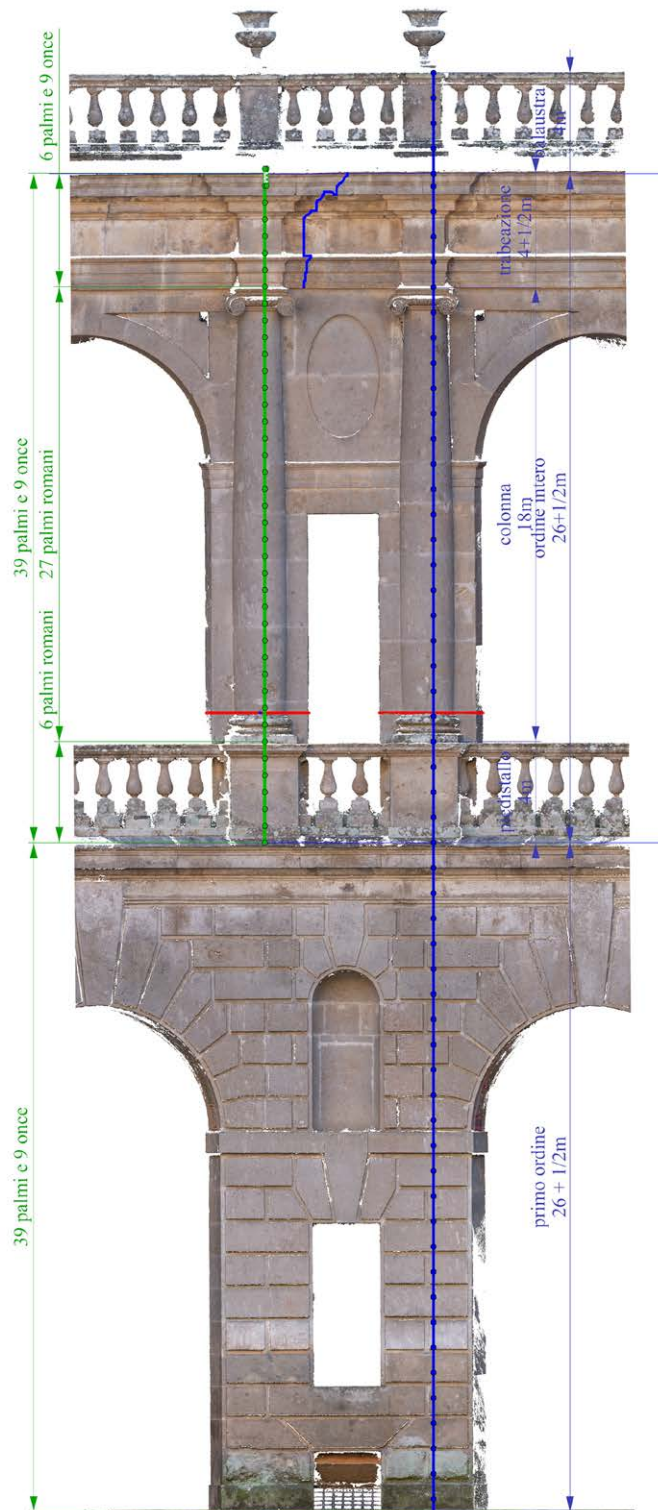 6 palmi e 9 once
39 palmi e 9 once
27 palmi romani
6 palmi romani
39 palmi e 9 once
balaustra
4m
trabeazione
4+1/2m
colonna
18m
ordine intero
26+1/2m
piedistallo
4m
primo ordine
26 + 1/2m